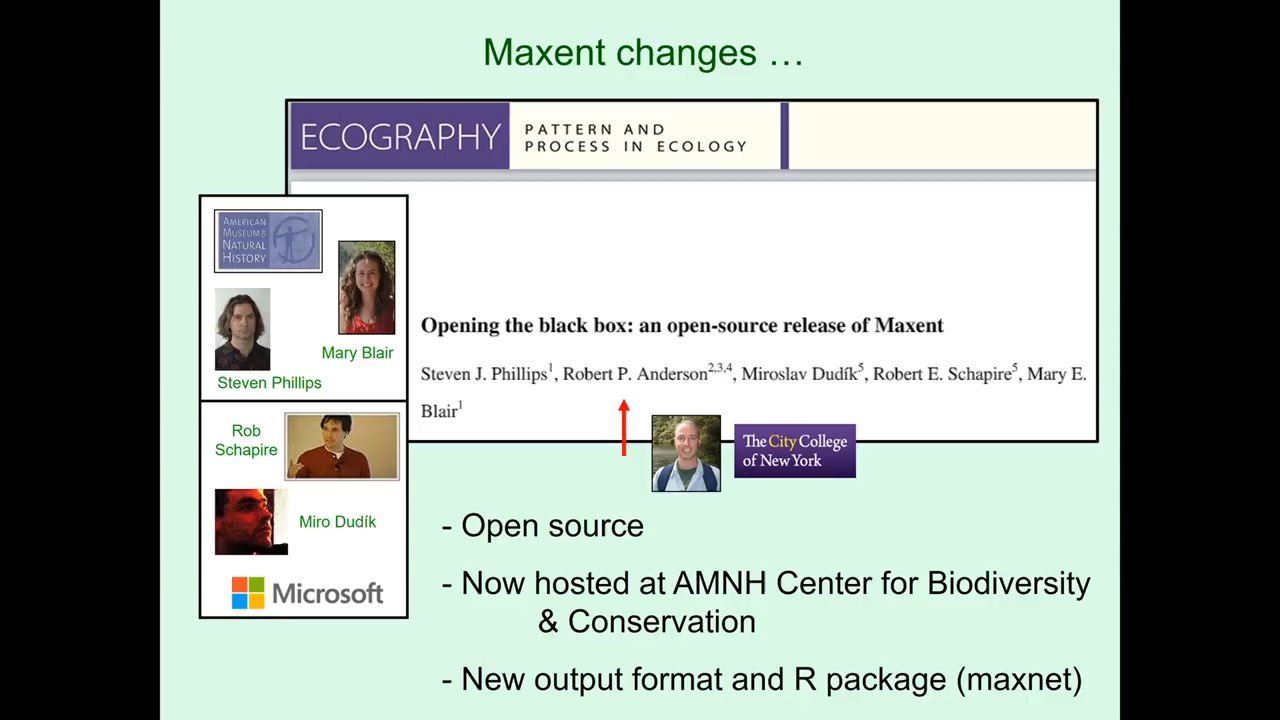 Maxent changes …
ECOGRAPHY
PATTERN AND
PROCESS IN ECOLOGY
AMERICAN
MUSEUM OF
NATURAL
HISTORY
Mary Blair
Steven Phillips
Opening the black box: an open-source release of Maxent
Steven J. Phillips1, Robert P. Anderson2,3,4, Miroslav Dudík5, Robert E. Schapire5, Mary E.
Blair1
Rob
Schapire
The City College
of New York
Miro Dudík
Microsoft
- Open source
- Now hosted at AMNH Center for Biodiversity
& Conservation
- New output format and R package (maxnet)